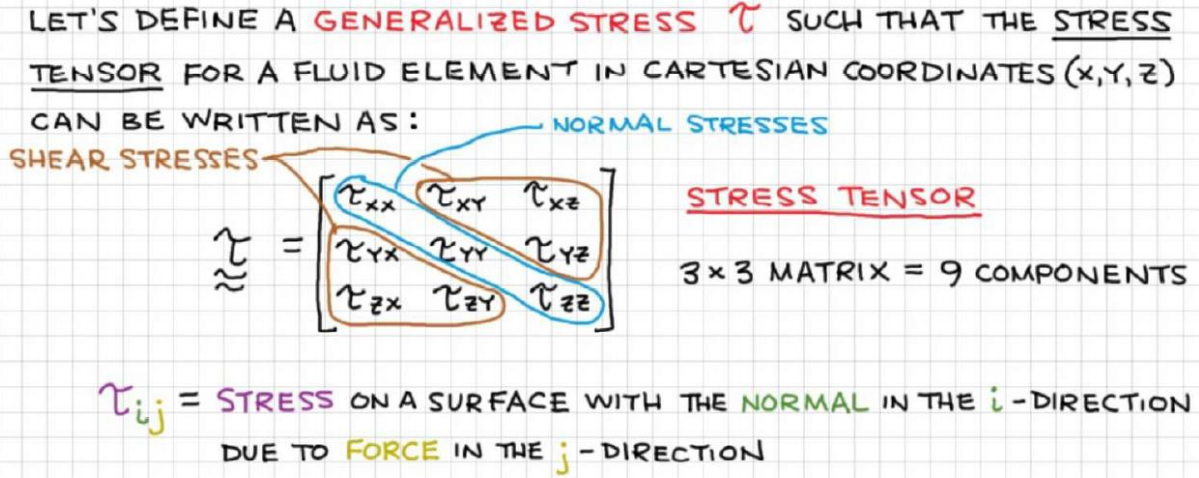 LET'S DEFINE A GENERALIZED STRESS τ SUCH THAT THE STRESS
TENSOR FOR A FLUID ELEMENT IN CARTESIAN COORDINATES (X,Y,Z)
CAN BE WRITTEN AS:
NORMAL STRESSES
SHEAR STRESSES
τ = [ τxx τxy τxz
τyx τyy τyz
τzx τzy τzz ]
STRESS TENSOR
3 × 3 MATRIX = 9 COMPONENTS
τij = STRESS ON A SURFACE WITH THE NORMAL IN THE i-DIRECTION
DUE TO FORCE IN THE j-DIRECTION